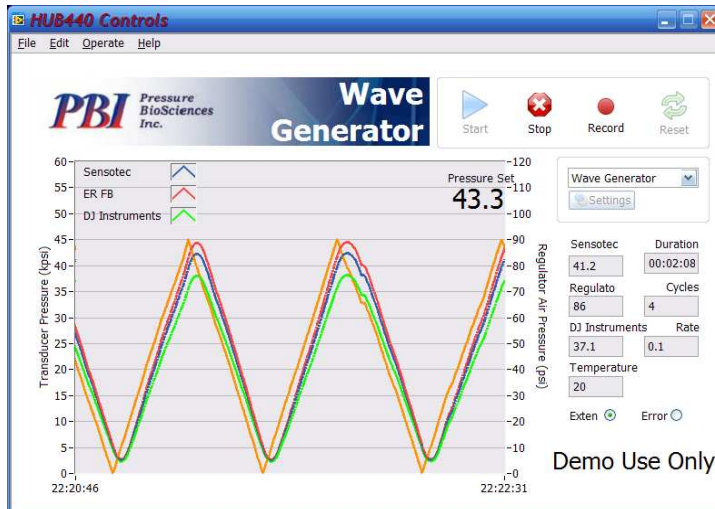 HUB440 Controls
File Edit Operate Help
PBI Pressure BioSciences Inc.
Wave Generator
Start Stop Record Reset
Sensotec
ER FB
DJ Instruments
Pressure Set
43.3
Transducer Pressure (kpsi)
60
55
50
45
40
35
30
25
20
15
10
5
0
120
110
100
90
80
70
60
50
40
30
20
10
0
Regulator Air Pressure (psi)
22:20:46
22:22:31
Wave Generator
Settings
Sensotec Duration
41.2 00:02:08
Regulato Cycles
86 4
DJ Instruments Rate
37.1 0.1
Temperature
20
Exten Error
Demo Use Only